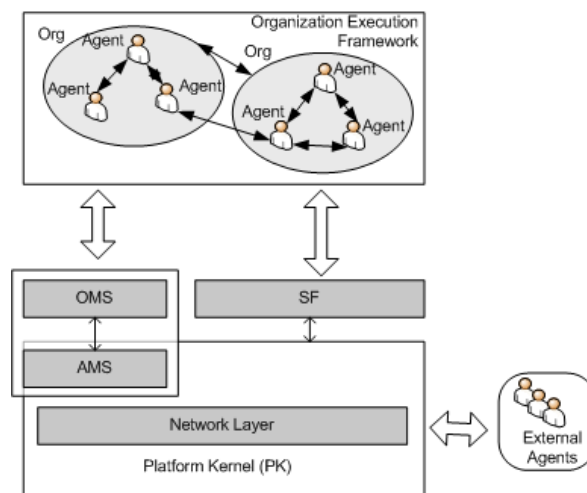 Organization Execution
Framework
Org
Agent
Org
Agent
Agent
Agent
Agent
Agent
OMS
SF
AMS
Network Layer
Platform Kernel (PK)
External
Agents